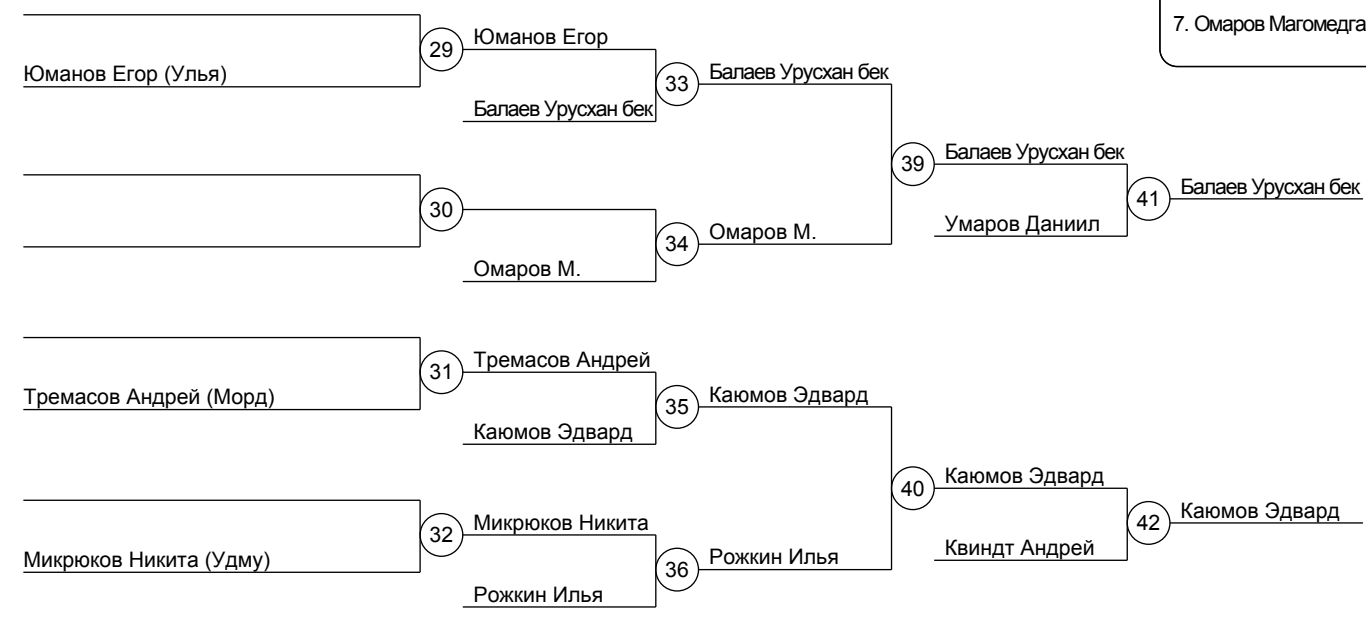 7. Омаров Магомедга
29
Юманов Егор
Юманов Егор (Улья)
33
Балаев Урусхан бек
Балаев Урусхан бек
39
Балаев Урусхан бек
41
Балаев Урусхан бек
30
34
Омаров М.
Умаров Даниил
Омаров М.
31
Тремасов Андрей
Тремасов Андрей (Морд)
35
Каюмов Эдвард
Каюмов Эдвард
40
Каюмов Эдвард
42
Каюмов Эдвард
32
Микрюков Никита
Микрюков Никита (Удму)
36
Рожкин Илья
Квиндт Андрей
Рожкин Илья